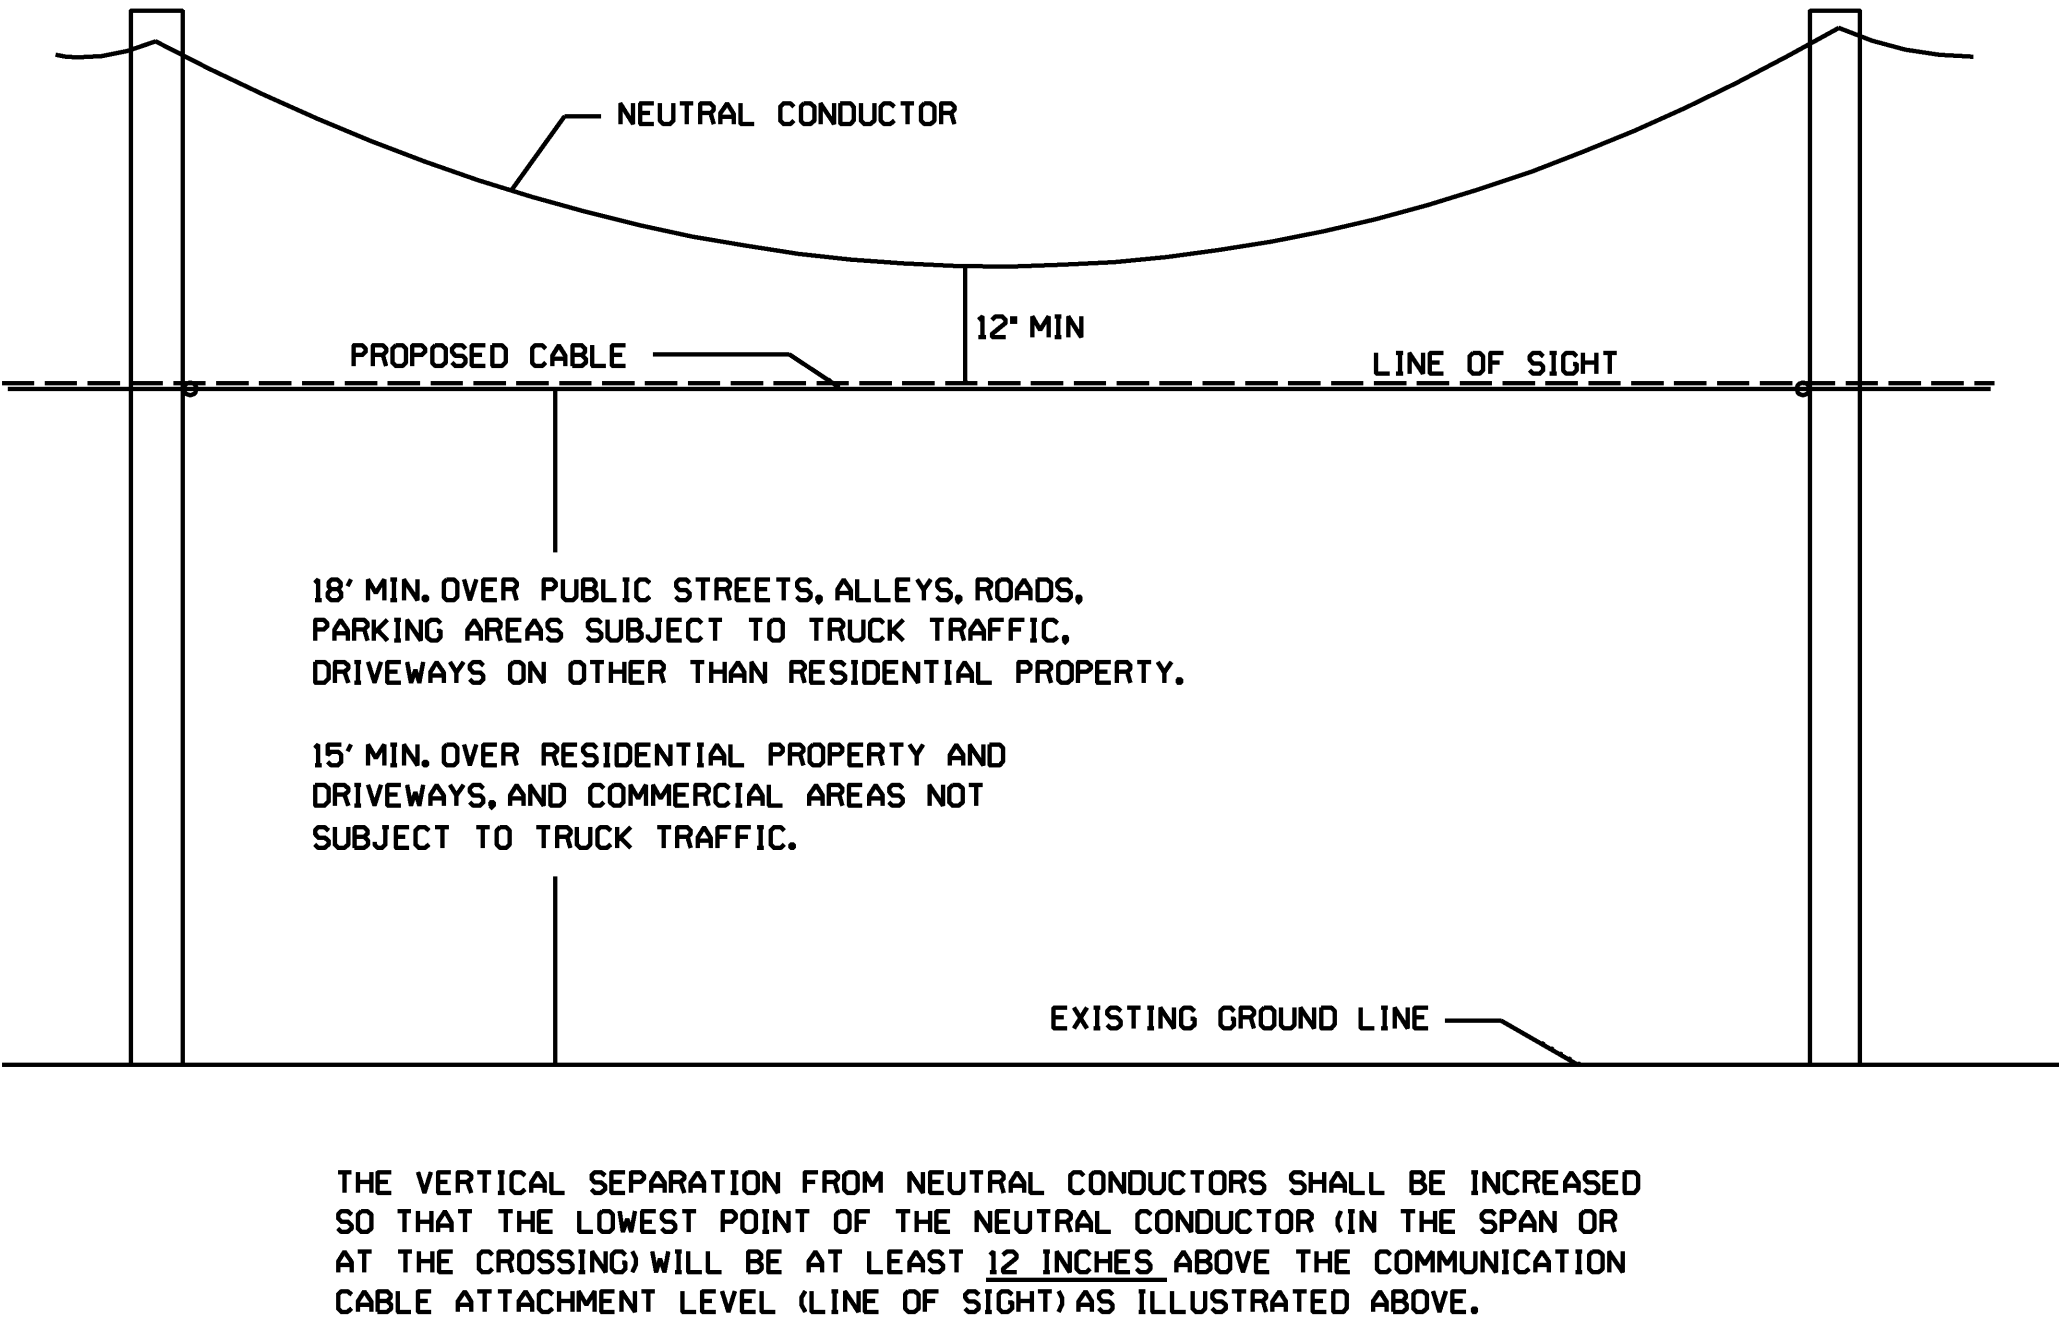 NEUTRAL CONDUCTOR
12" MIN
PROPOSED CABLE
LINE OF SIGHT
18' MIN. OVER PUBLIC STREETS, ALLEYS, ROADS,
PARKING AREAS SUBJECT TO TRUCK TRAFFIC,
DRIVEWAYS ON OTHER THAN RESIDENTIAL PROPERTY.
15' MIN. OVER RESIDENTIAL PROPERTY AND
DRIVEWAYS, AND COMMERCIAL AREAS NOT
SUBJECT TO TRUCK TRAFFIC.
EXISTING GROUND LINE
THE VERTICAL SEPARATION FROM NEUTRAL CONDUCTORS SHALL BE INCREASED
SO THAT THE LOWEST POINT OF THE NEUTRAL CONDUCTOR (IN THE SPAN OR
AT THE CROSSING) WILL BE AT LEAST 12 INCHES ABOVE THE COMMUNICATION
CABLE ATTACHMENT LEVEL (LINE OF SIGHT) AS ILLUSTRATED ABOVE.